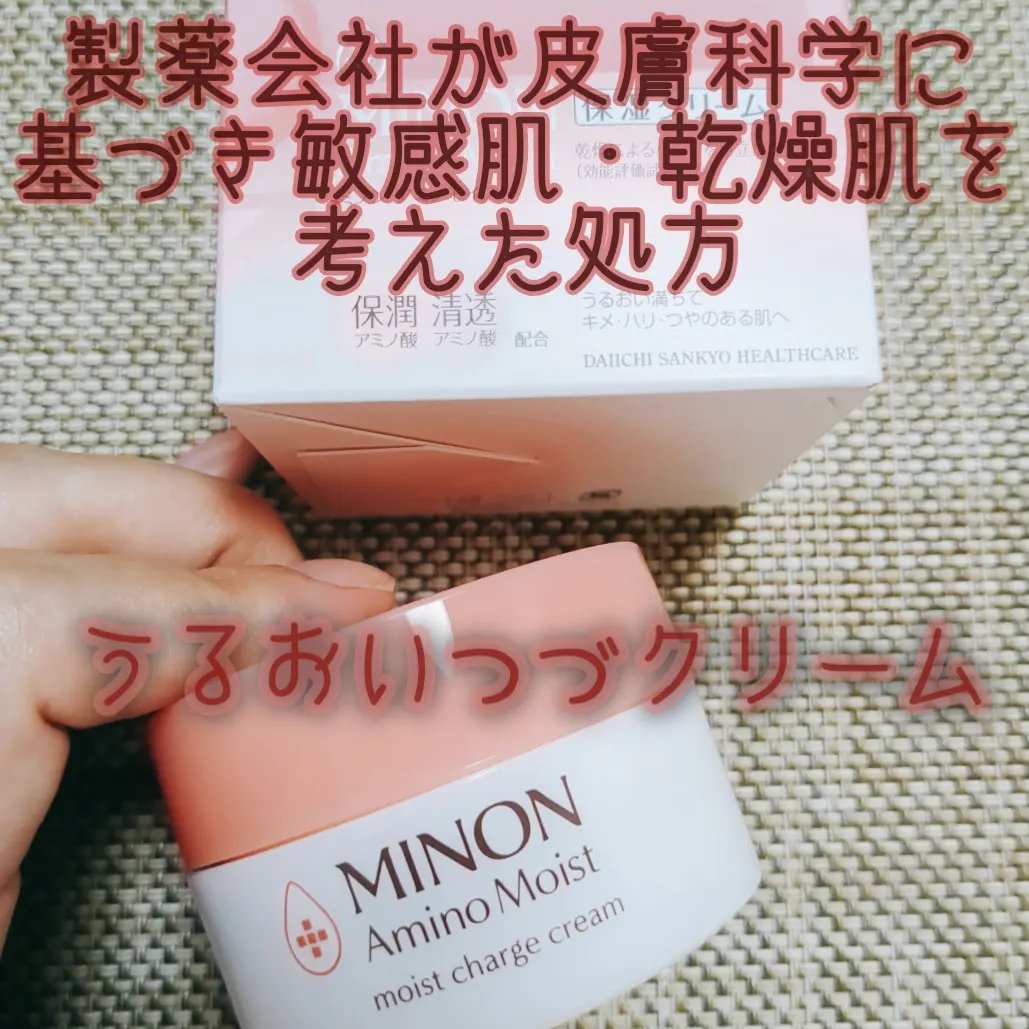 製薬会社が皮膚科学に
基づき敏感肌・乾燥肌を
考えた処方
保湿クリーム
保潤 清透
アミノ酸 アミノ酸 配合
うるおい満ちて
キメ・ハリ・つやのある肌へ
DAIICHI SANKYO HEALTHCARE
うるおいつづクリーム
MINON
Amino Moist
moist charge cream